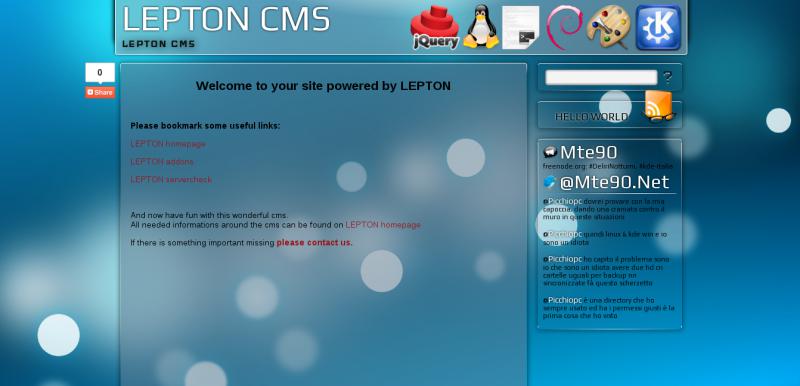 LEPTON CMS
LEPTON CMS
jQuery
0
Share
Welcome to your site powered by LEPTON
Please bookmark some useful links:
LEPTON homepage
LEPTON addons
LEPTON servercheck
And now have fun with this wonderful cms.
All needed informations around the cms can be found on LEPTON homepage
If there is something important missing please contact us.
?
HELLO WORLD
Mte90
freenode.org: #DeliriNotturni, #kde-italia
@Mte90.Net
@Picchiopc dovrei provare con la mia
capoccia, dando una cramata contro il
muro in queste situazioni
@Picchiopc quindi linux & kde win e io
sono un idiota
@Picchiopc ho capito il problema sono
io che sono un idiota avere due hd cn
cartelle uguali per backup nn
sincronizzate fà questo scherzetto
@Picchiopc è una directory che ho
sempre usato ed ha i permessi giusti è la
prima cosa che ho visto